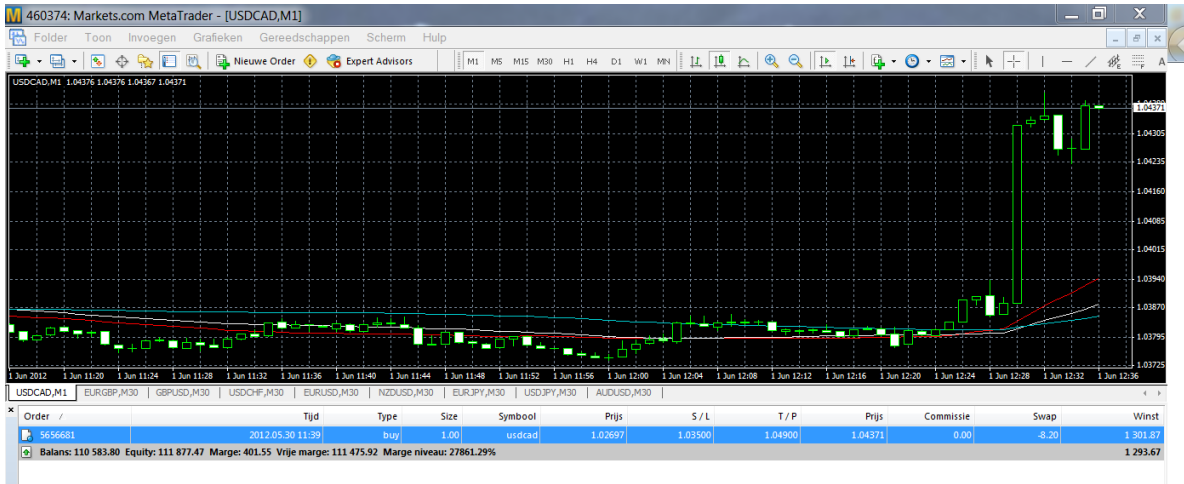 460374: Markets.com MetaTrader - [USDCAD,M1]
Folder Toon Invoegen Grafieken Gereedschappen Scherm Hulp
Nieuwe Order Expert Advisors M1 M5 M15 M30 H1 H4 D1 W1 MN E F A
USDCAD,M1 1.04376 1.04376 1.04367 1.04371
1.04371
1.04305
1.04235
1.04160
1.04085
1.04015
1.03940
1.03870
1.03795
1.03725
1 Jun 2012 1 Jun 11:20 1 Jun 11:24 1 Jun 11:28 1 Jun 11:32 1 Jun 11:36 1 Jun 11:40 1 Jun 11:44 1 Jun 11:48 1 Jun 11:52 1 Jun 11:56 1 Jun 12:00 1 Jun 12:04 1 Jun 12:08 1 Jun 12:12 1 Jun 12:16 1 Jun 12:20 1 Jun 12:24 1 Jun 12:28 1 Jun 12:32 1 Jun 12:36
USDCAD,M1 EURGBP,M30 GBPUSD,M30 USDCHF,M30 EURUSD,M30 NZDUSD,M30 EURJPY,M30 USDJPY,M30 AUDUSD,M30
Order / Tijd Type Size Symbool Prijs S / L T / P Prijs Commissie Swap Winst
5656681 2012.05.30 11:39 buy 1.00 usdcad 1.02697 1.03500 1.04900 1.04371 0.00 -8.20 1 301.87
Balans: 110 583.80 Equity: 111 877.47 Marge: 401.55 Vrije marge: 111 475.92 Marge niveau: 27861.29% 1 293.67